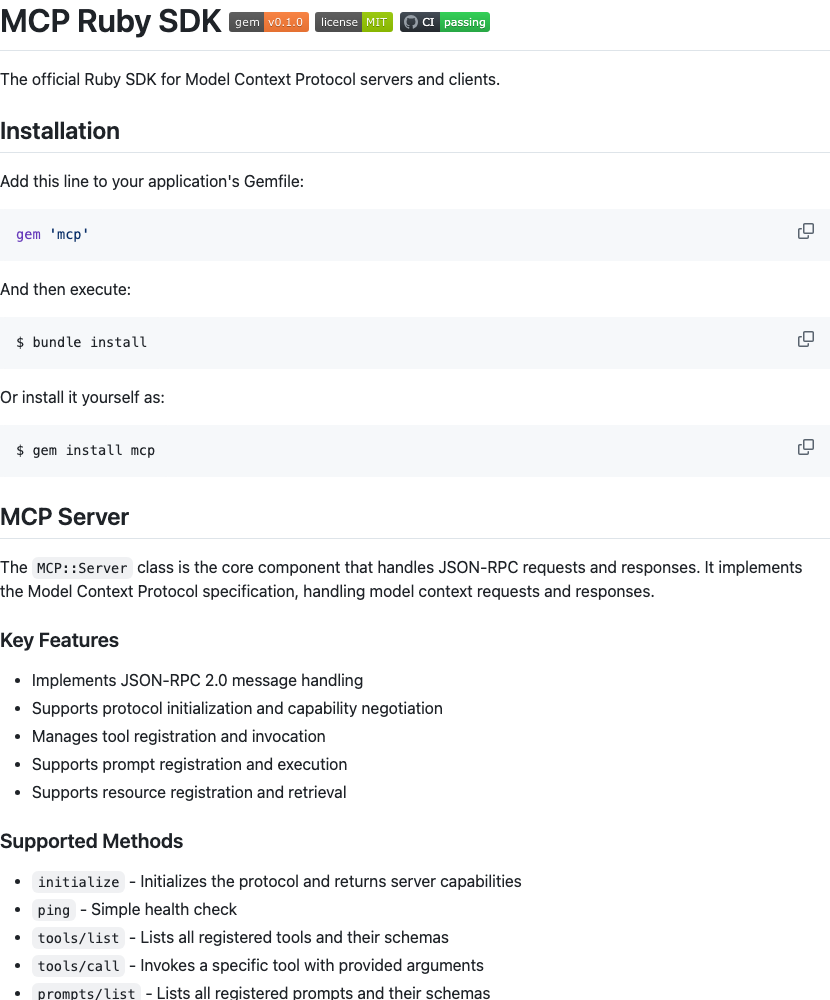 MCP Ruby SDK gem v0.1.0 license MIT CI passing
The official Ruby SDK for Model Context Protocol servers and clients.
Installation
Add this line to your application's Gemfile:
gem 'mcp'
And then execute:
$ bundle install
Or install it yourself as:
$ gem install mcp
MCP Server
The MCP::Server class is the core component that handles JSON-RPC requests and responses. It implements
the Model Context Protocol specification, handling model context requests and responses.
Key Features
• Implements JSON-RPC 2.0 message handling
• Supports protocol initialization and capability negotiation
• Manages tool registration and invocation
• Supports prompt registration and execution
• Supports resource registration and retrieval
Supported Methods
• initialize - Initializes the protocol and returns server capabilities
• ping - Simple health check
• tools/list - Lists all registered tools and their schemas
• tools/call - Invokes a specific tool with provided arguments
• prompts/list - Lists all registered prompts and their schemas